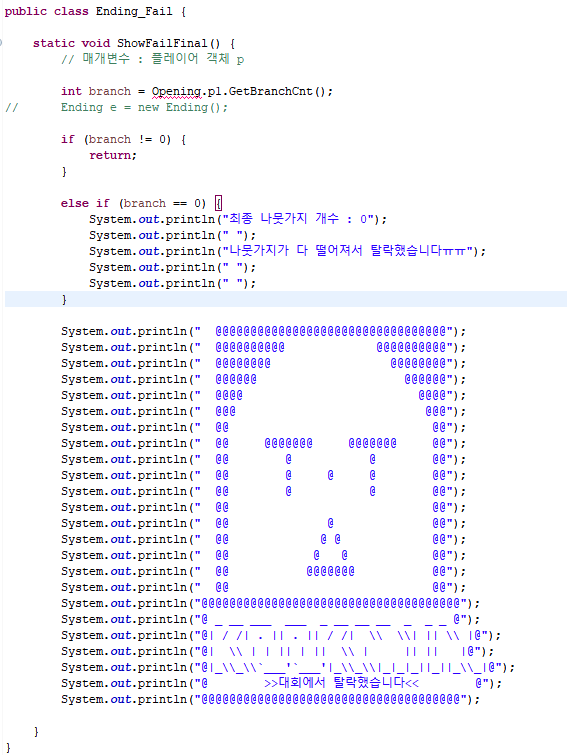 public class Ending_Fail {
    static void ShowFailFinal() {
        // 매개변수 : 플레이어 객체 p
        int branch = Opening.pl.GetBranchCnt();
//      Ending e = new Ending();
        if (branch != 0) {
            return;
        }
        else if (branch == 0) {
            System.out.println("최종 나뭇가지 개수 : 0");
            System.out.println(" ");
            System.out.println("나뭇가지가 다 떨어져서 탈락했습니다ㅠㅠ");
            System.out.println(" ");
            System.out.println(" ");
        }
        System.out.println("  @@@@@@@@@@@@@@@@@@@@@@@@@@@@@@@@@");
        System.out.println("  @@@@@@@@@@             @@@@@@@@@@");
        System.out.println("  @@@@@@@@                 @@@@@@@@");
        System.out.println("  @@@@@@                     @@@@@@");
        System.out.println("  @@@@                         @@@@");
        System.out.println("  @@@                           @@@");
        System.out.println("  @@                             @@");
        System.out.println("  @@     @@@@@@@     @@@@@@@     @@");
        System.out.println("  @@        @           @        @@");
        System.out.println("  @@        @     @     @        @@");
        System.out.println("  @@        @           @        @@");
        System.out.println("  @@                             @@");
        System.out.println("  @@              @              @@");
        System.out.println("  @@             @ @             @@");
        System.out.println("  @@            @   @            @@");
        System.out.println("  @@           @@@@@@@           @@");
        System.out.println("  @@                             @@");
        System.out.println("@@@@@@@@@@@@@@@@@@@@@@@@@@@@@@@@@@@@@");
        System.out.println("@ _ __ ___  ___  _ __ __ __  _  _ _ @");
        System.out.println("@| / /| . || . || / /|  \\  \\| || \\ |@");
        System.out.println("@|  \\ | | || | ||  \\ |     || ||   |@");
        System.out.println("@|_\\_\\`___'`___'|_\\_\\|_|_|_||_||_\\_|@");
        System.out.println("@        >>대회에서 탈락했습니다<<        @");
        System.out.println("@@@@@@@@@@@@@@@@@@@@@@@@@@@@@@@@@@@@@");
    }
}